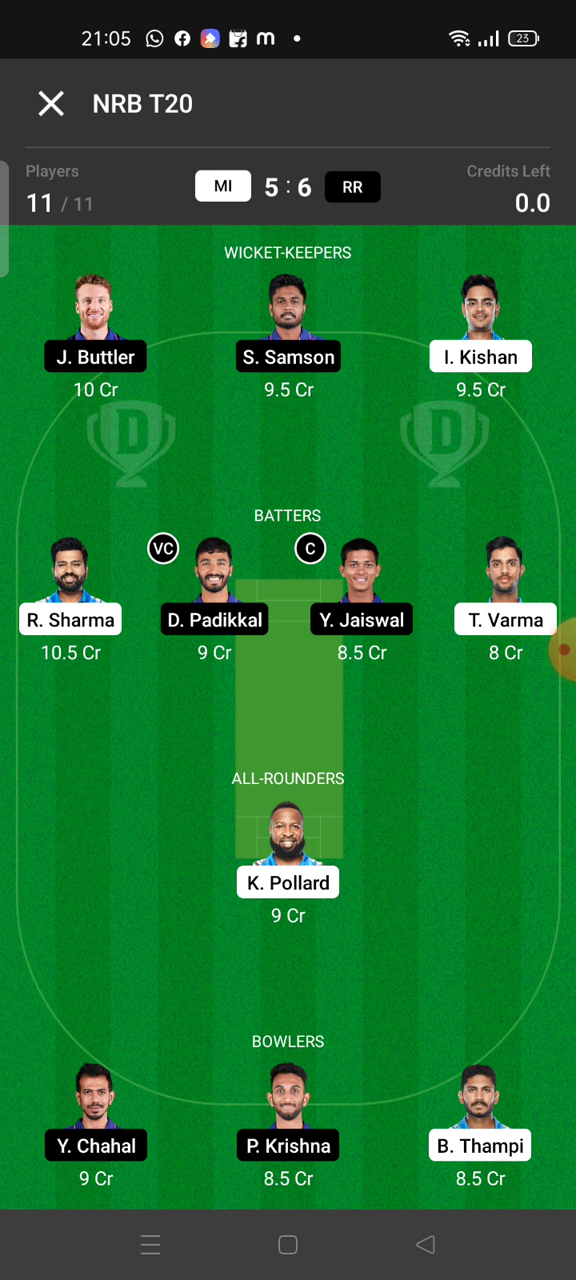 21:05
m
23
NRB T20
Players
Credits Left
MI 5 : 6 RR
11 / 11
0.0
WICKET-KEEPERS
J. Buttler S. Samson I. Kishan
10 Cr 9.5 Cr 9.5 Cr
D D
BATTERS
VC C
R. Sharma D. Padikkal Y. Jaiswal T. Varma
10.5 Cr 9 Cr 8.5 Cr 8 Cr
ALL-ROUNDERS
K. Pollard
9 Cr
BOWLERS
Y. Chahal P. Krishna B. Thampi
9 Cr 8.5 Cr 8.5 Cr